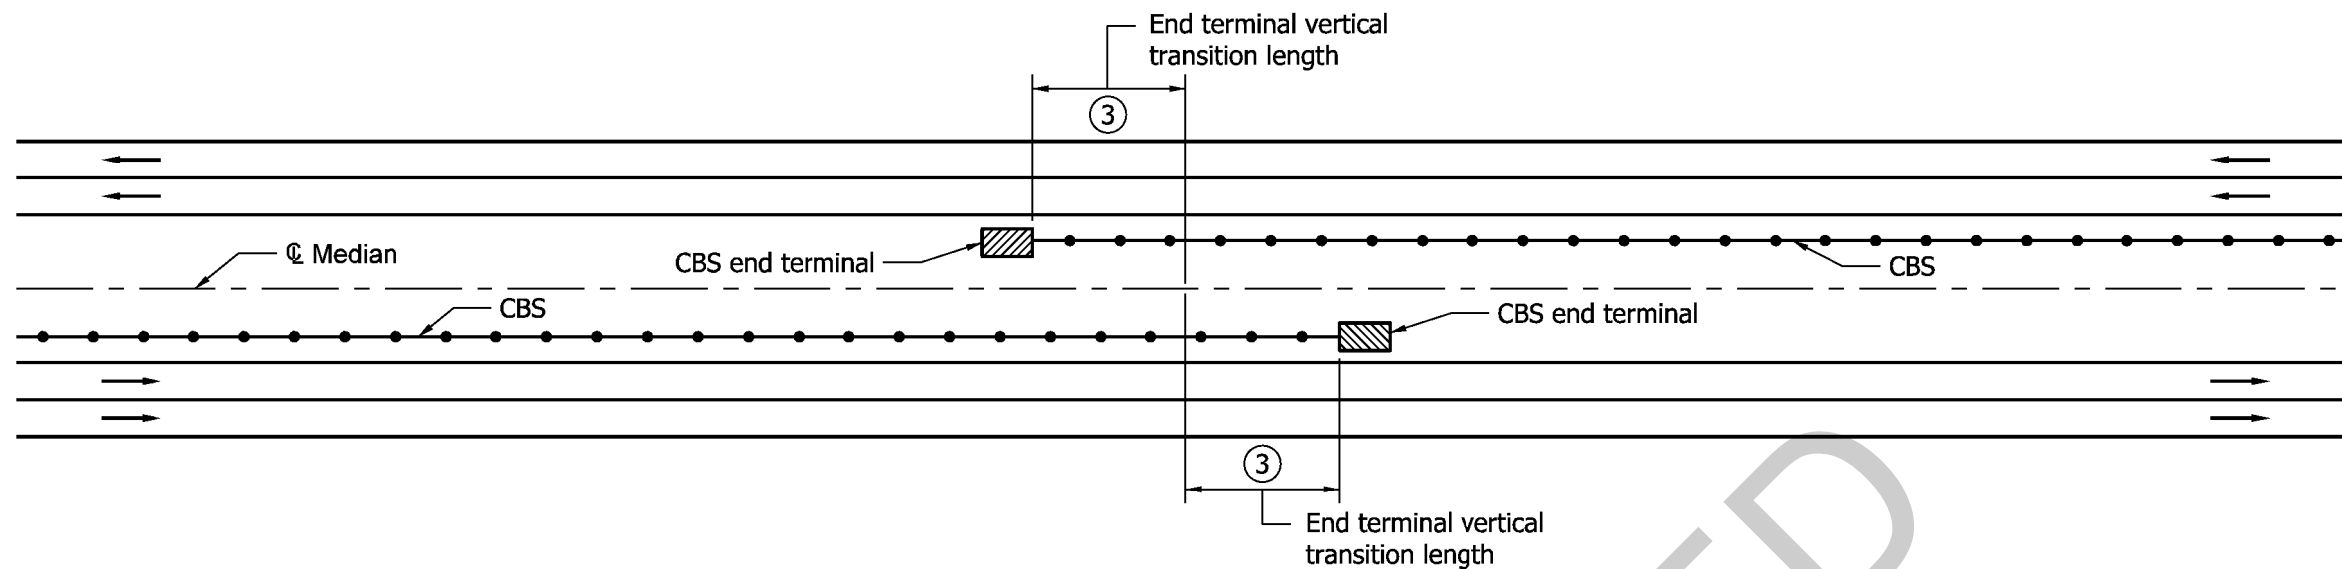 End terminal vertical
transition length
③
℄ Median
CBS end terminal
CBS
CBS
CBS end terminal
③
End terminal vertical
transition length